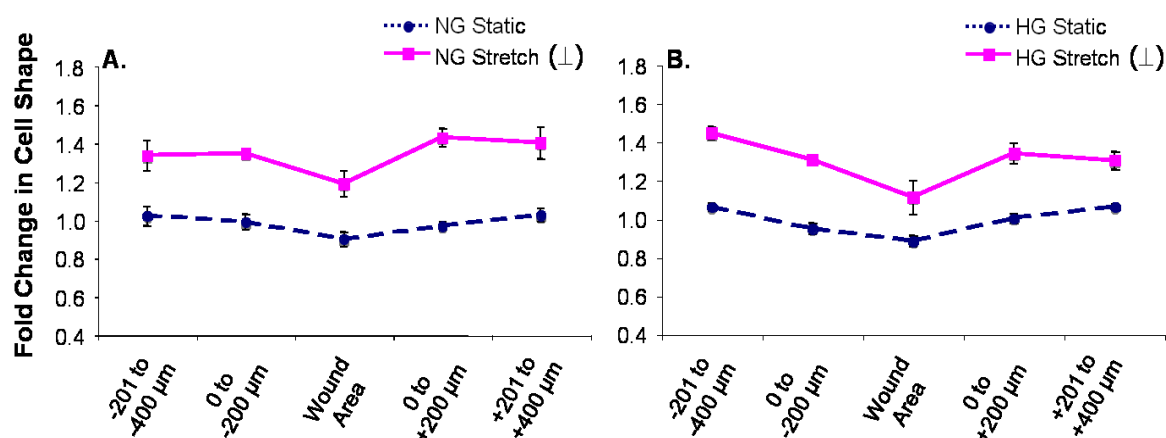 Fold Change in Cell Shape
A.
NG Static
NG Stretch (⊥)
1.8
1.6
1.4
1.2
1.0
0.8
0.6
0.4
-201 to
-400 µm
0 to
-200 µm
Wound
Area
0 to
+200 µm
+201 to
+400 µm
B.
HG Static
HG Stretch (⊥)
1.8
1.6
1.4
1.2
1.0
0.8
0.6
0.4
-201 to
-400 µm
0 to
-200 µm
Wound
Area
0 to
+200 µm
+201 to
+400 µm